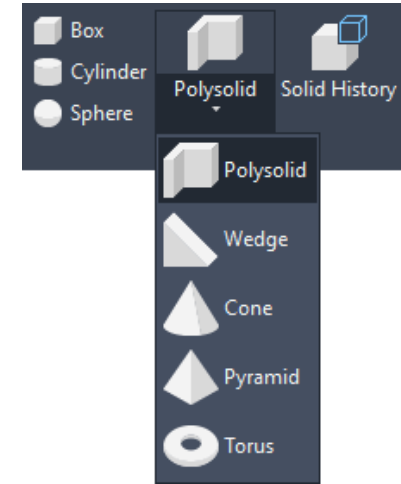 Box
Cylinder
Sphere
Polysolid
Solid History
Polysolid
Wedge
Cone
Pyramid
Torus